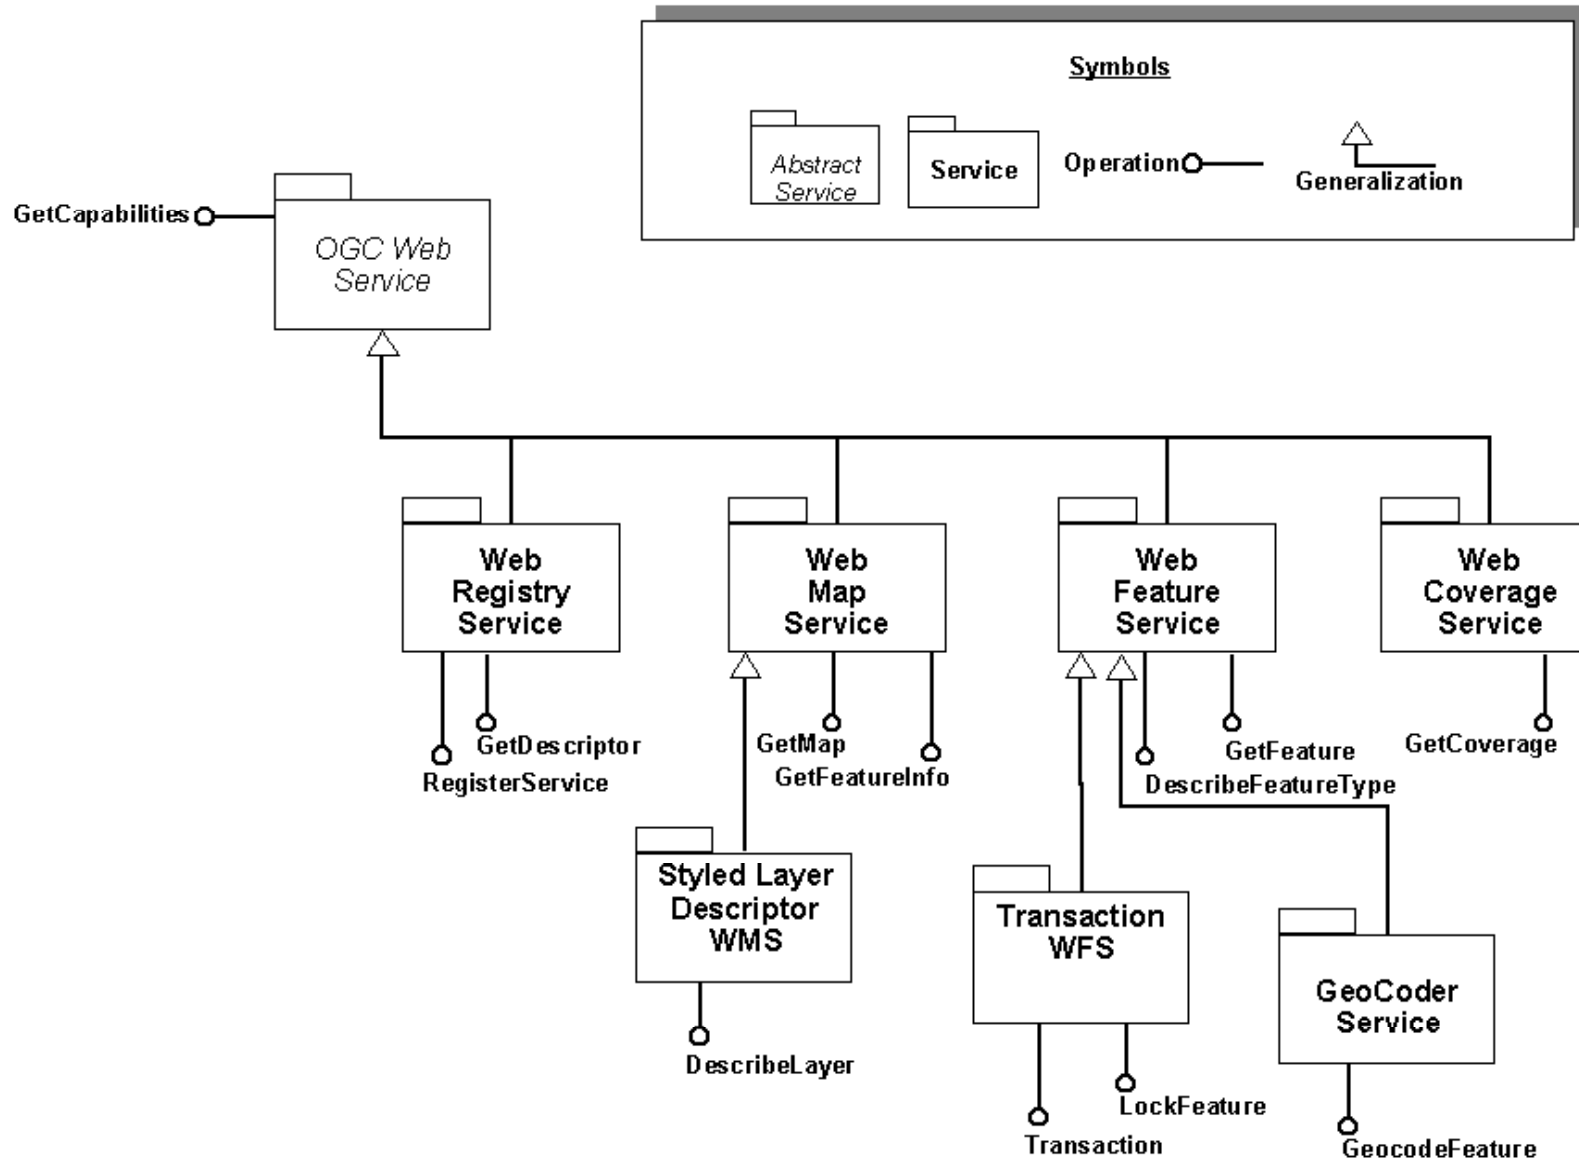 Symbols
Abstract
Service
Service
Operation
Generalization
GetCapabilities
OGC Web
Service
Web
Registry
Service
Web
Map
Service
Web
Feature
Service
Web
Coverage
Service
GetDescriptor
RegisterService
GetMap
GetFeatureInfo
GetFeature
DescribeFeatureType
GetCoverage
Styled Layer
Descriptor
WMS
Transaction
WFS
GeoCoder
Service
DescribeLayer
LockFeature
Transaction
GeocodeFeature